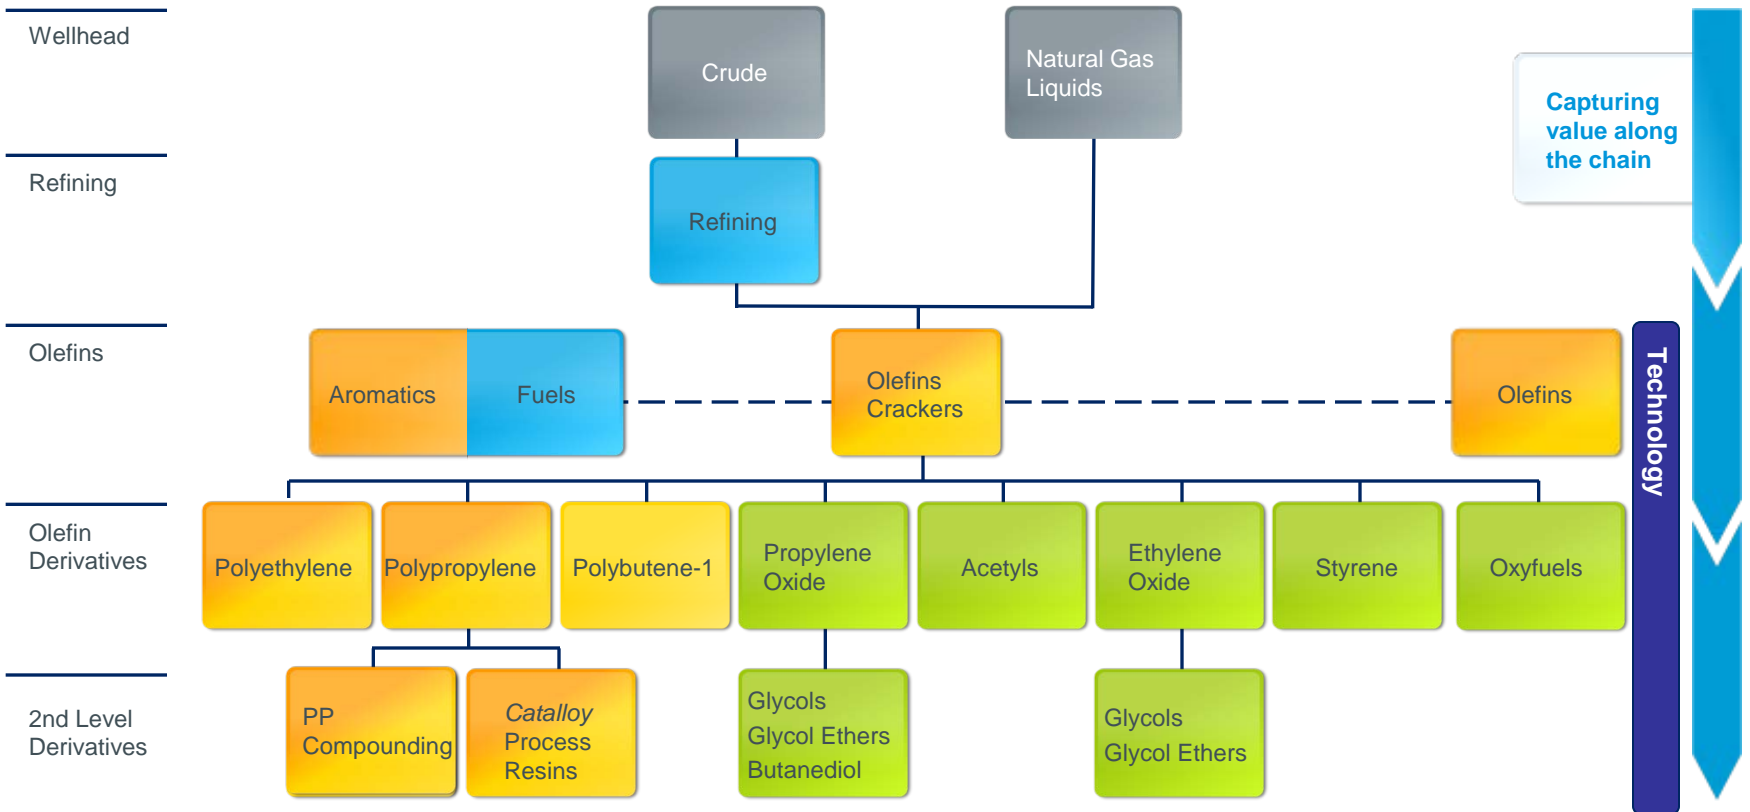 Wellhead
Crude
Natural Gas
Liquids
Capturing
value along
the chain
Refining
Refining
Olefins
Aromatics
Fuels
Olefins
Crackers
Olefins
Technology
Olefin
Derivatives
Polyethylene
Polypropylene
Polybutene-1
Propylene
Oxide
Acetyls
Ethylene
Oxide
Styrene
Oxyfuels
2nd Level
Derivatives
PP
Compounding
Catalloy
Process
Resins
Glycols
Glycol Ethers
Butanediol
Glycols
Glycol Ethers